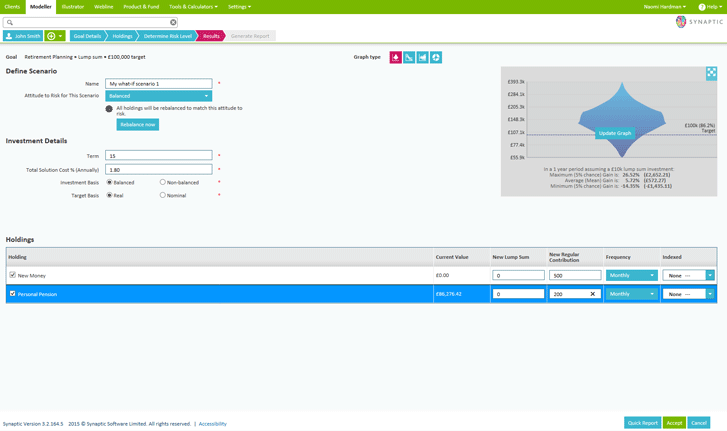 Clients Modeller Illustrator Webline Product & Fund Tools & Calculators Settings Naomi Hardman Help
SYNAPTIC
John Smith Goal Details Holdings Determine Risk Level Results Generate Report
Goal Retirement Planning • Lump sum • £100,000 target Graph type
Define Scenario
Name My what-if scenario 1 *
Attitude to Risk for This Scenario Balanced
All holdings will be rebalanced to match this attitude to
risk.
Rebalance now
Investment Details
Term 15 *
Total Solution Cost % (Annually) 1.80 *
Investment Basis Balanced Non-balanced *
Target Basis Real Nominal *
£393.3k
£284.1k
£205.3k
£148.3k
£107.1k
£77.4k
£55.9k
£100k (86.2%)
Target
Update Graph
In a 1-year period assuming a £10k lump sum investment:
Maximum (5% chance) Gain is: 26.52% (£2,652.21)
Average (Mean) Gain is: 5.72% (£572.27)
Minimum (5% chance) Gain is: -14.35% (-£1,435.11)
Holdings
Holding Current Value New Lump Sum New Regular Contribution Frequency Indexed
New Money £0.00 0 500 Monthly None ---
Personal Pension £86,276.42 0 200 Monthly None ---
Synaptic Version 5.2.164.5 2015 © Synaptic Software Limited. All rights reserved. | Accessibility
Quick Report Accept Cancel